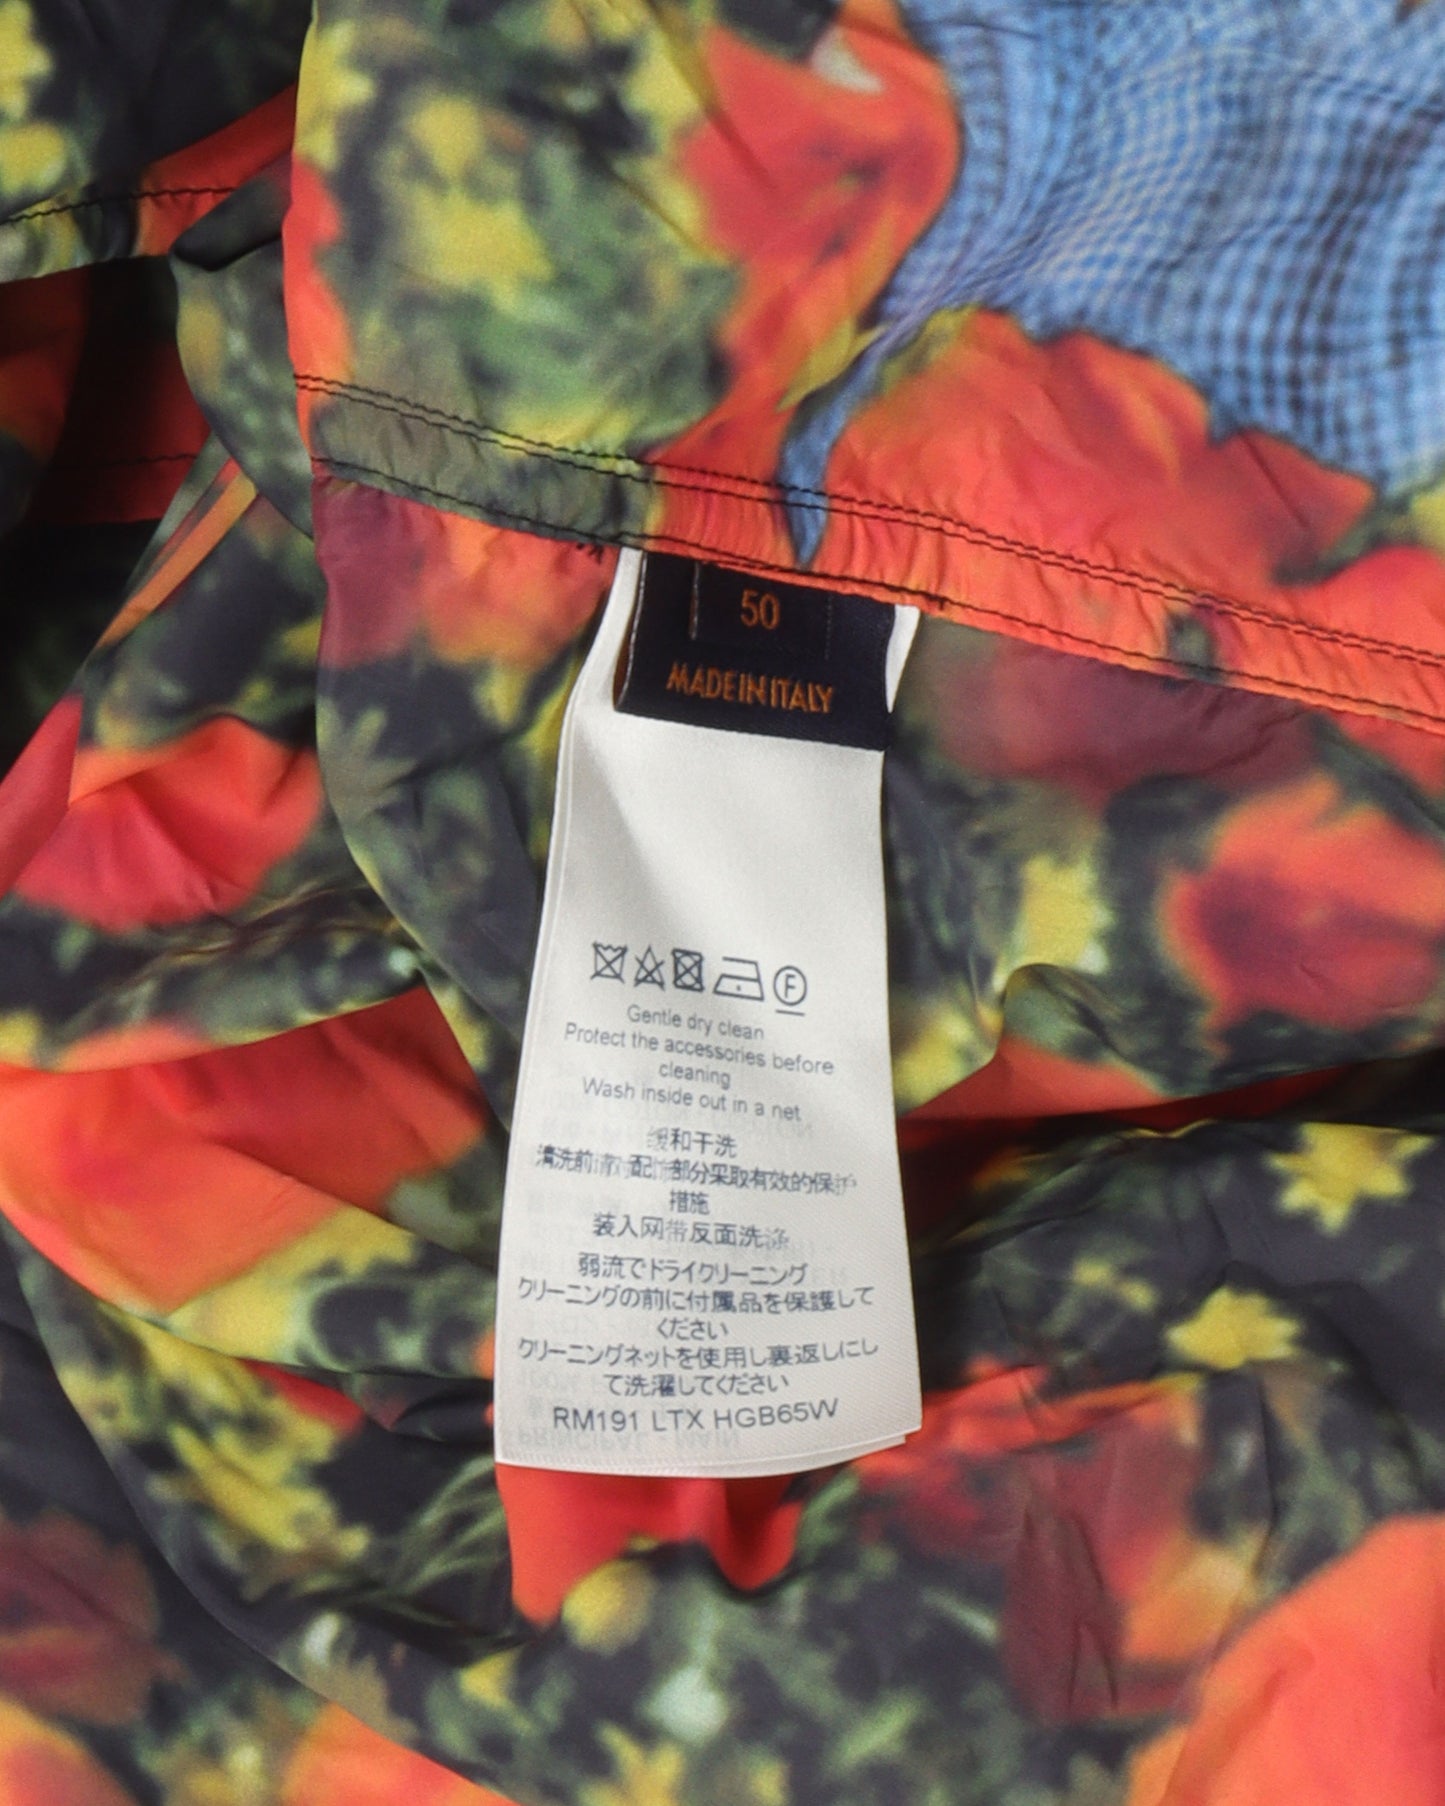 50
MADE IN ITALY
F
Gentle dry clean
Protect the accessories before
cleaning
Wash inside out in a net
缓和干洗
清洗前请对配件部分采取有效的保护
措施
装入网带反面洗涤
弱流でドライクリーニング
クリーニングの前に付属品を保護して
ください
クリーニングネットを使用し裏返しにし
て洗濯してください
RM191 LTX HGB65W
PRINCIPAL - MAIN